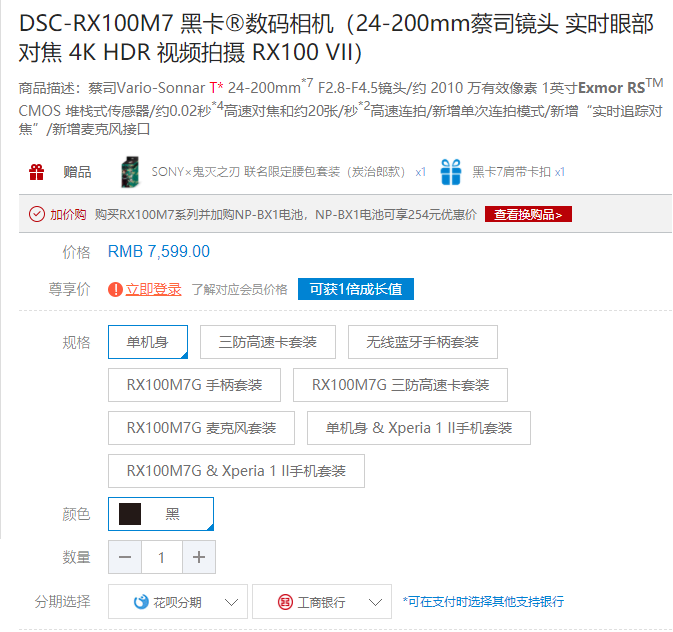 DSC-RX100M7 黑卡®数码相机（24-200mm蔡司镜头 实时眼部
对焦 4K HDR 视频拍摄 RX100 VII）
商品描述：蔡司Vario-Sonnar T* 24-200mm*7 F2.8-F4.5镜头/约 2010 万有效像素 1英寸Exmor RSTM
CMOS 堆栈式传感器/约0.02秒*4高速对焦和约20张/秒*2高速连拍/新增单次连拍模式/新增“实时追踪对
焦”/新增麦克风接口
赠品 SONY×鬼灭之刃 联名限定腰包套装（炭治郎款） x1 黑卡7肩带卡扣 x1
加价购 购买RX100M7系列并加购NP-BX1电池，NP-BX1电池可享254元优惠价 查看换购品>
价格 RMB 7,599.00
尊享价 立即登录 了解对应会员价格 可获1倍成长值
规格 单机身 三防高速卡套装 无线蓝牙手柄套装
RX100M7G 手柄套装 RX100M7G 三防高速卡套装
RX100M7G 麦克风套装 单机身 & Xperia 1 II手机套装
RX100M7G & Xperia 1 II手机套装
颜色 黑
数量 − 1 +
分期选择 花呗分期 工商银行 *可在支付时选择其他支持银行